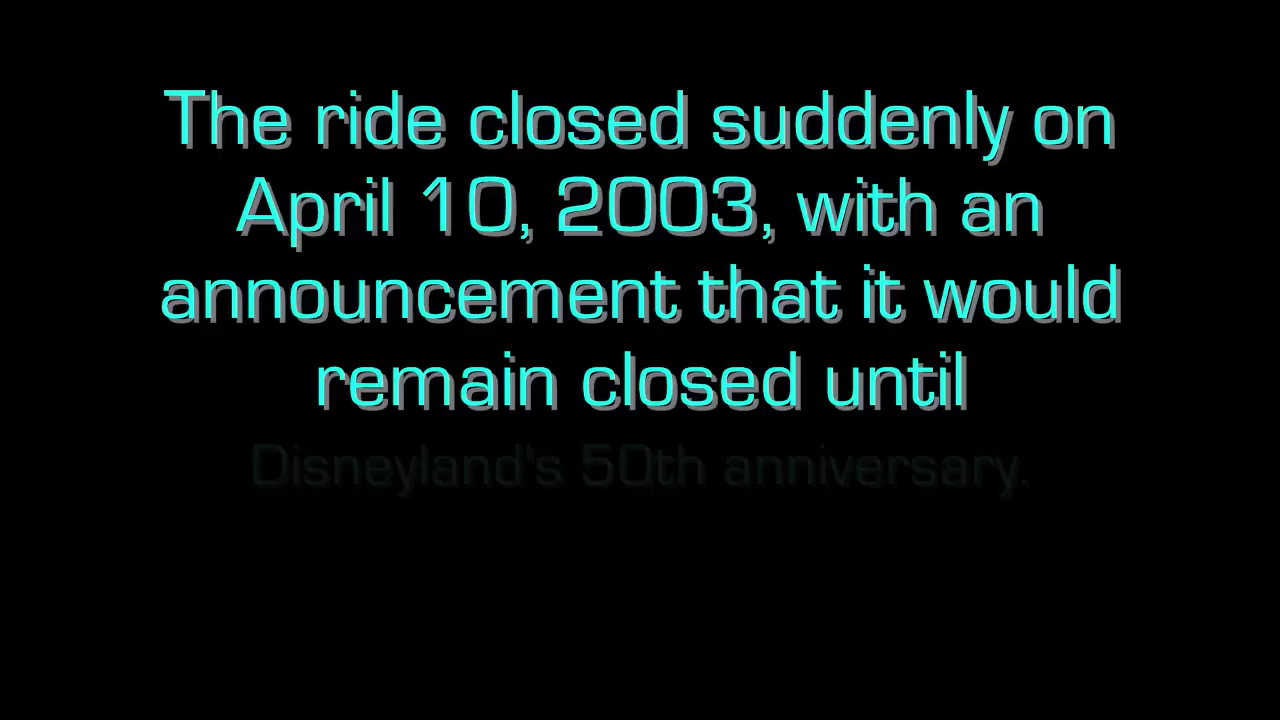 The ride closed suddenly on
April 10, 2003, with an
announcement that it would
remain closed until
Disneyland's 50th anniversary.